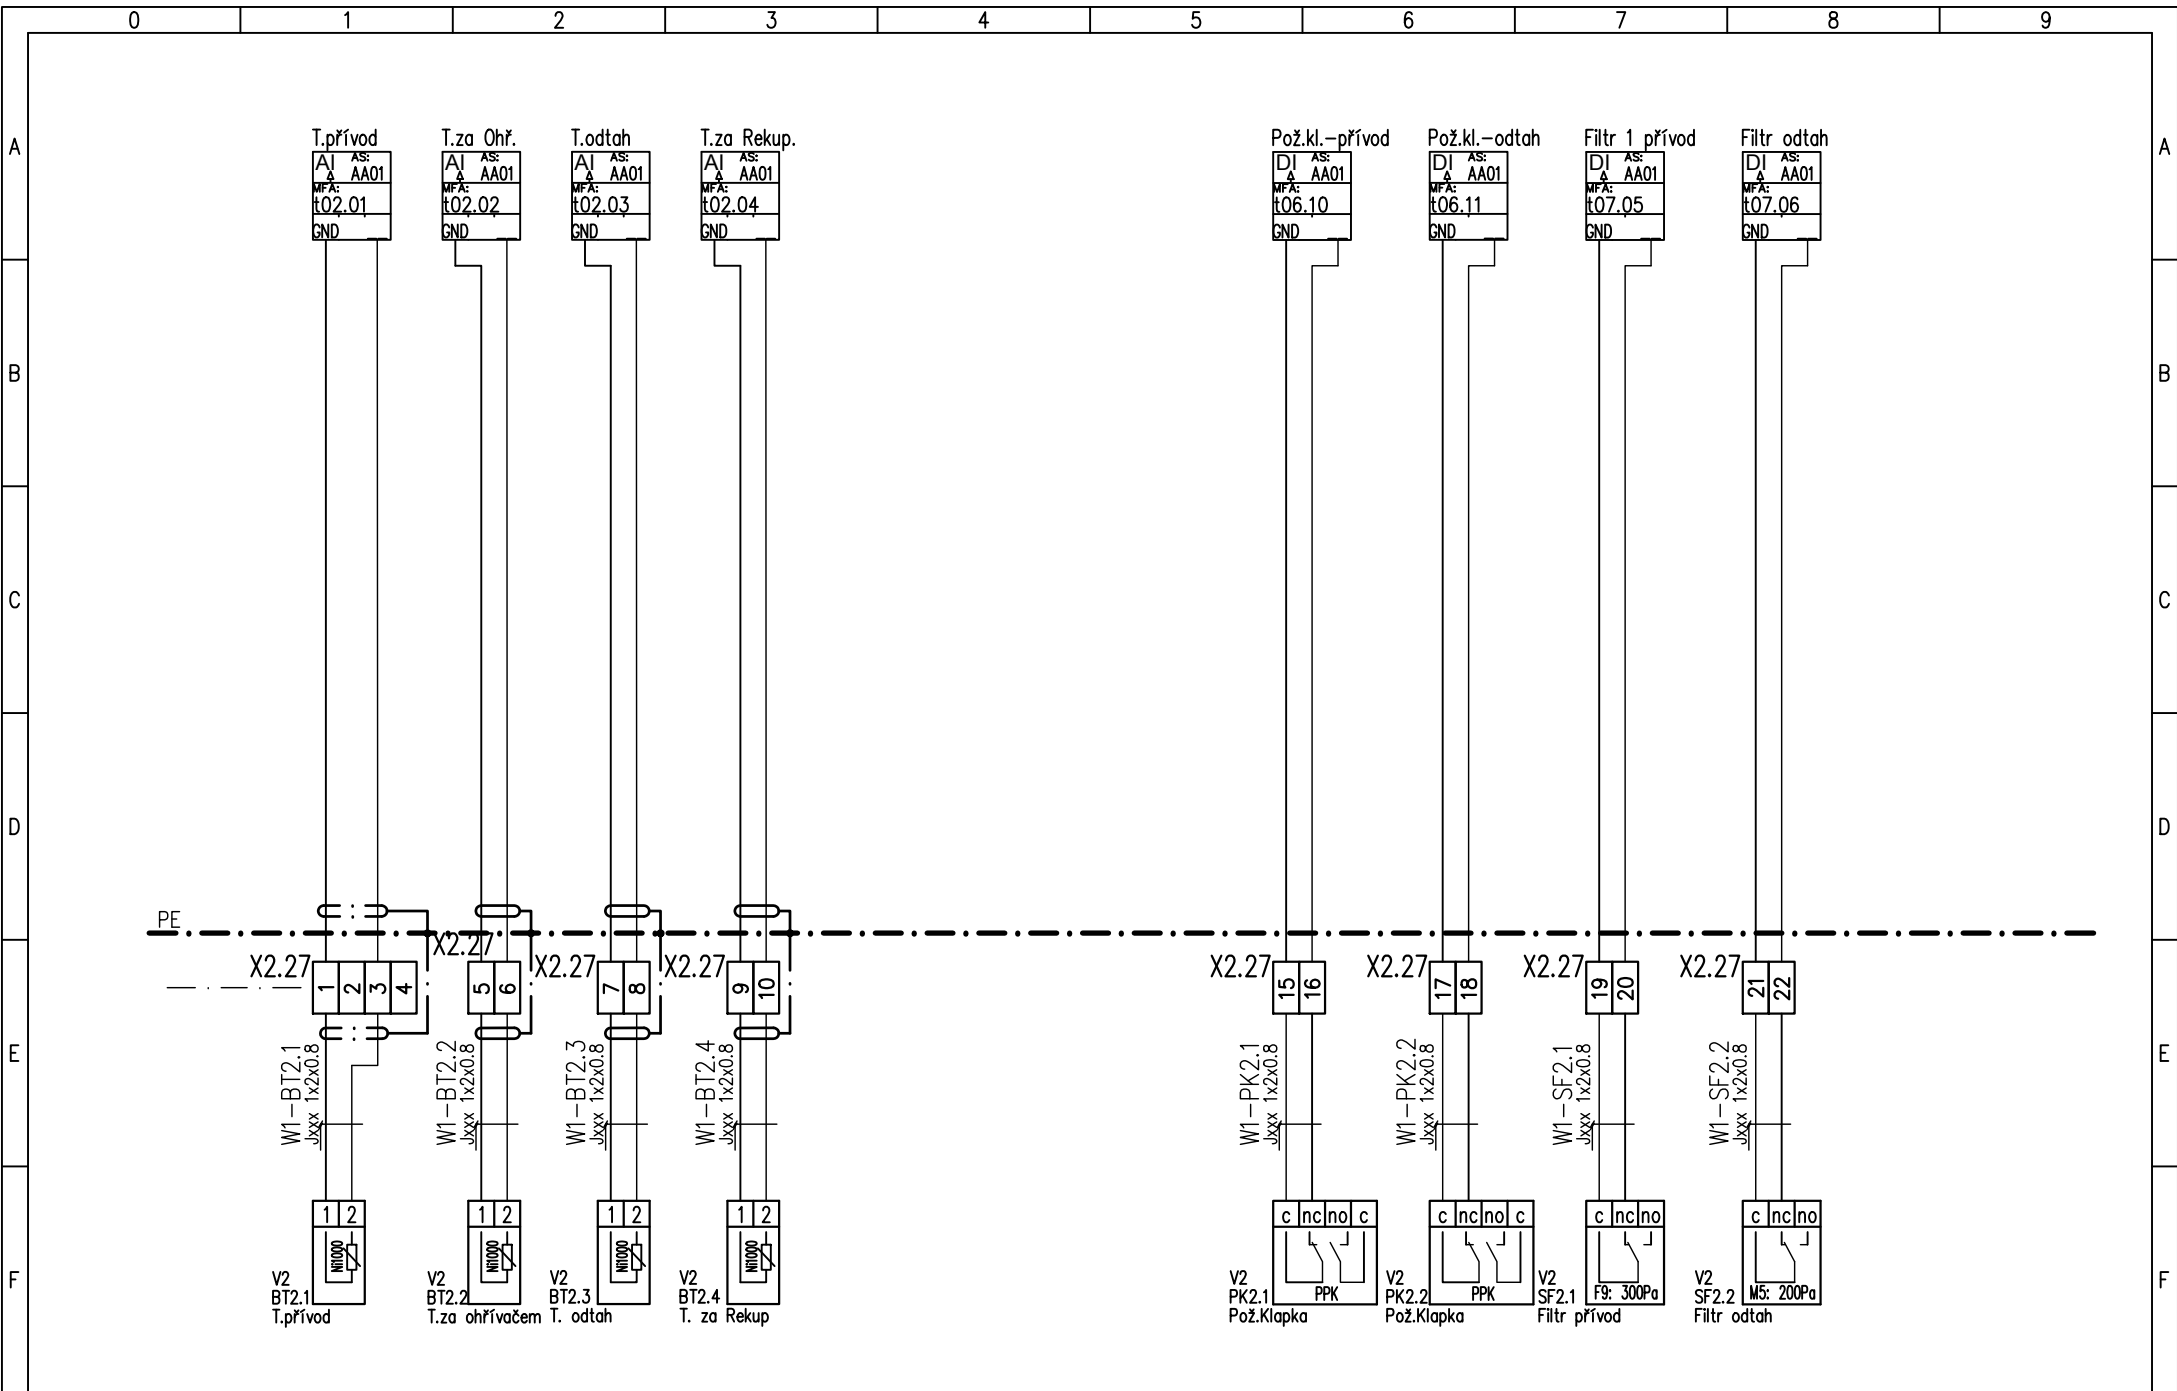 0 1 2 3 4 5 6 7 8 9
A A
B B
C C
D D
E E
F F
T.přívod
AI AS:
AA01
MFA:
t02.01
GND __
T.za Ohř.
AI AS:
AA01
MFA:
t02.02
GND __
T.odtah
AI AS:
AA01
MFA:
t02.03
GND __
T.za Rekup.
AI AS:
AA01
MFA:
t02.04
GND __
Pož.kl.-přívod
DI AS:
AA01
MFA:
t06.10
GND __
Pož.kl.-odtah
DI AS:
AA01
MFA:
t06.11
GND __
Filtr 1 přívod
DI AS:
AA01
MFA:
t07.05
GND __
Filtr odtah
DI AS:
AA01
MFA:
t07.06
GND __
PE
X2.27
1 2 3 4
X2.27
5 6
X2.27
7 8
X2.27
9 10
X2.27
15 16
X2.27
17 18
X2.27
19 20
X2.27
21 22
W1-BT2.1
Jxxx 1x2x0.8
W1-BT2.2
Jxxx 1x2x0.8
W1-BT2.3
Jxxx 1x2x0.8
W1-BT2.4
Jxxx 1x2x0.8
W1-PK2.1
Jxxx 1x2x0.8
W1-PK2.2
Jxxx 1x2x0.8
W1-SF2.1
Jxxx 1x2x0.8
W1-SF2.2
Jxxx 1x2x0.8
1 2
Ni1000
V2
BT2.1
T.přívod
1 2
Ni1000
V2
BT2.2
T.za ohřívačem
1 2
Ni1000
V2
BT2.3
T. odtah
1 2
Ni1000
V2
BT2.4
T. za Rekup
c nc no c
PPK
V2
PK2.1
Pož.Klapka
c nc no c
PPK
V2
PK2.2
Pož.Klapka
c nc no
F9: 300Pa
V2
SF2.1
Filtr přívod
c nc no
M5: 200Pa
V2
SF2.2
Filtr odtah